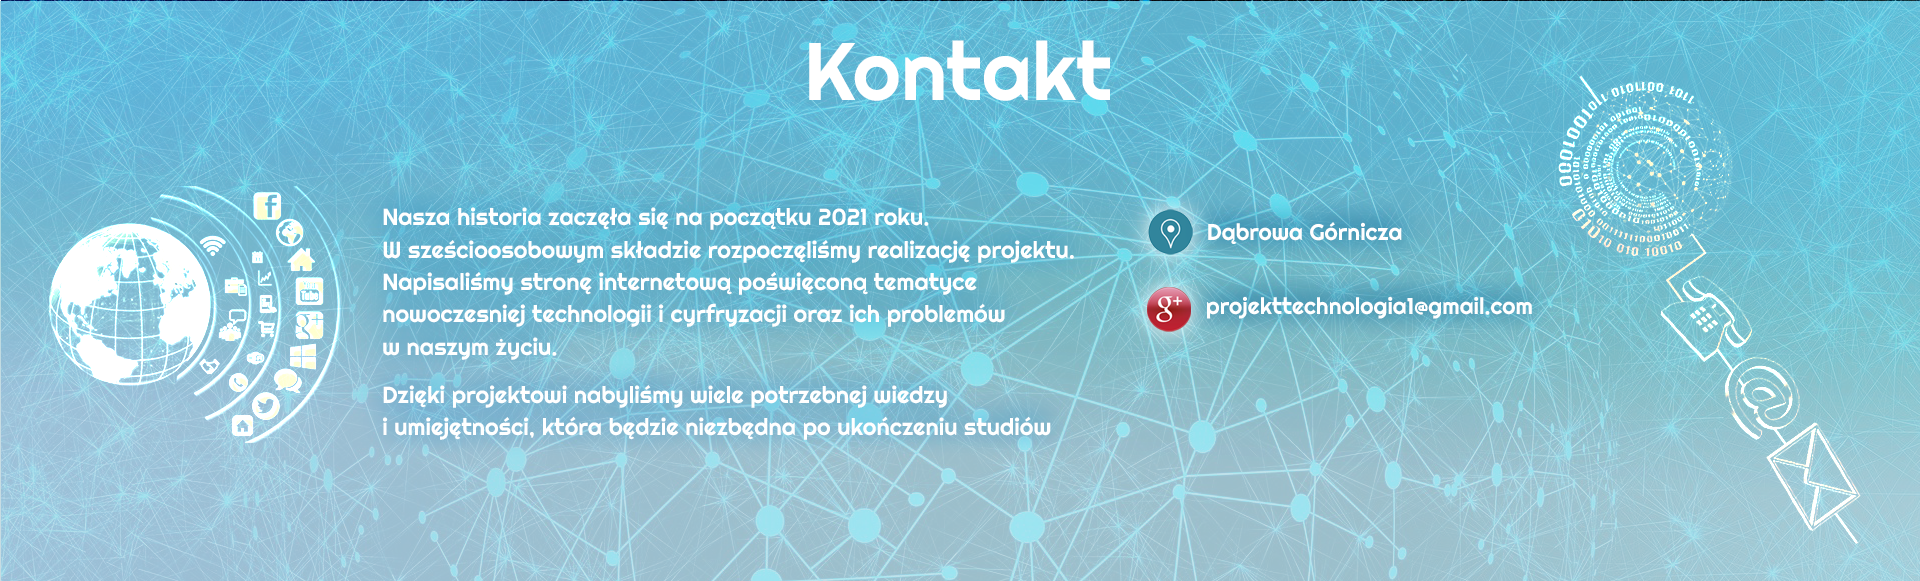 Kontakt
Nasza historia zaczęła się na początku 2021 roku.
W sześcioosobowym składzie rozpoczęliśmy realizację projektu.
Napisaliśmy stronę internetową poświęconą tematyce
nowoczesniej technologii i cyrfryzacji oraz ich problemów
w naszym życiu.
Dzięki projektowi nabyliśmy wiele potrzebnej wiedzy
i umiejętności, która będzie niezbędna po ukończeniu studiów
Dąbrowa Górnicza
g+ projekttechnologia1@gmail.com